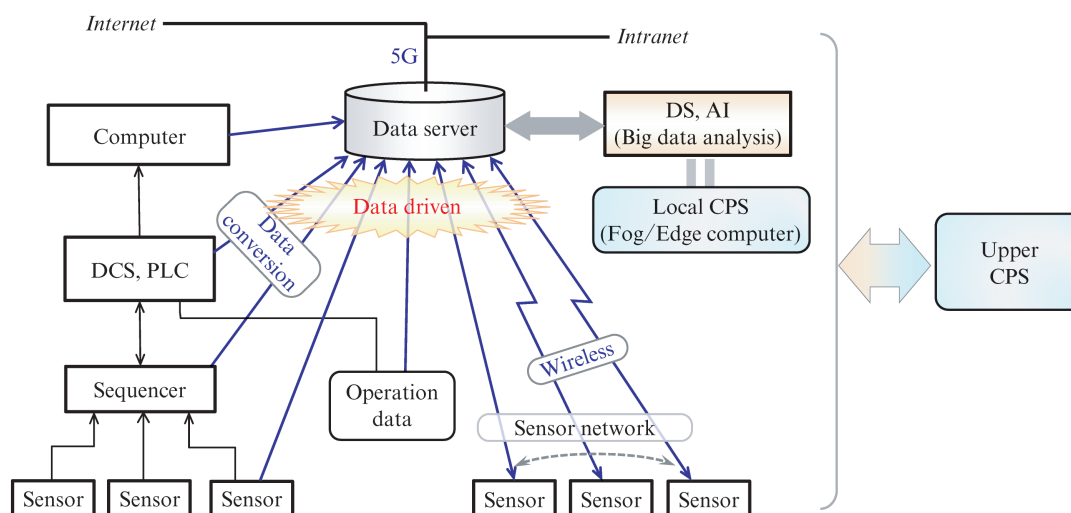 Internet
Intranet
5G
Computer
Data server
DS, AI
(Big data analysis)
Data driven
Local CPS
(Fog/Edge computer)
Data
conversion
DCS, PLC
Upper
CPS
Wireless
Sequencer
Operation
data
Sensor network
Sensor
Sensor
Sensor
Sensor
Sensor
Sensor